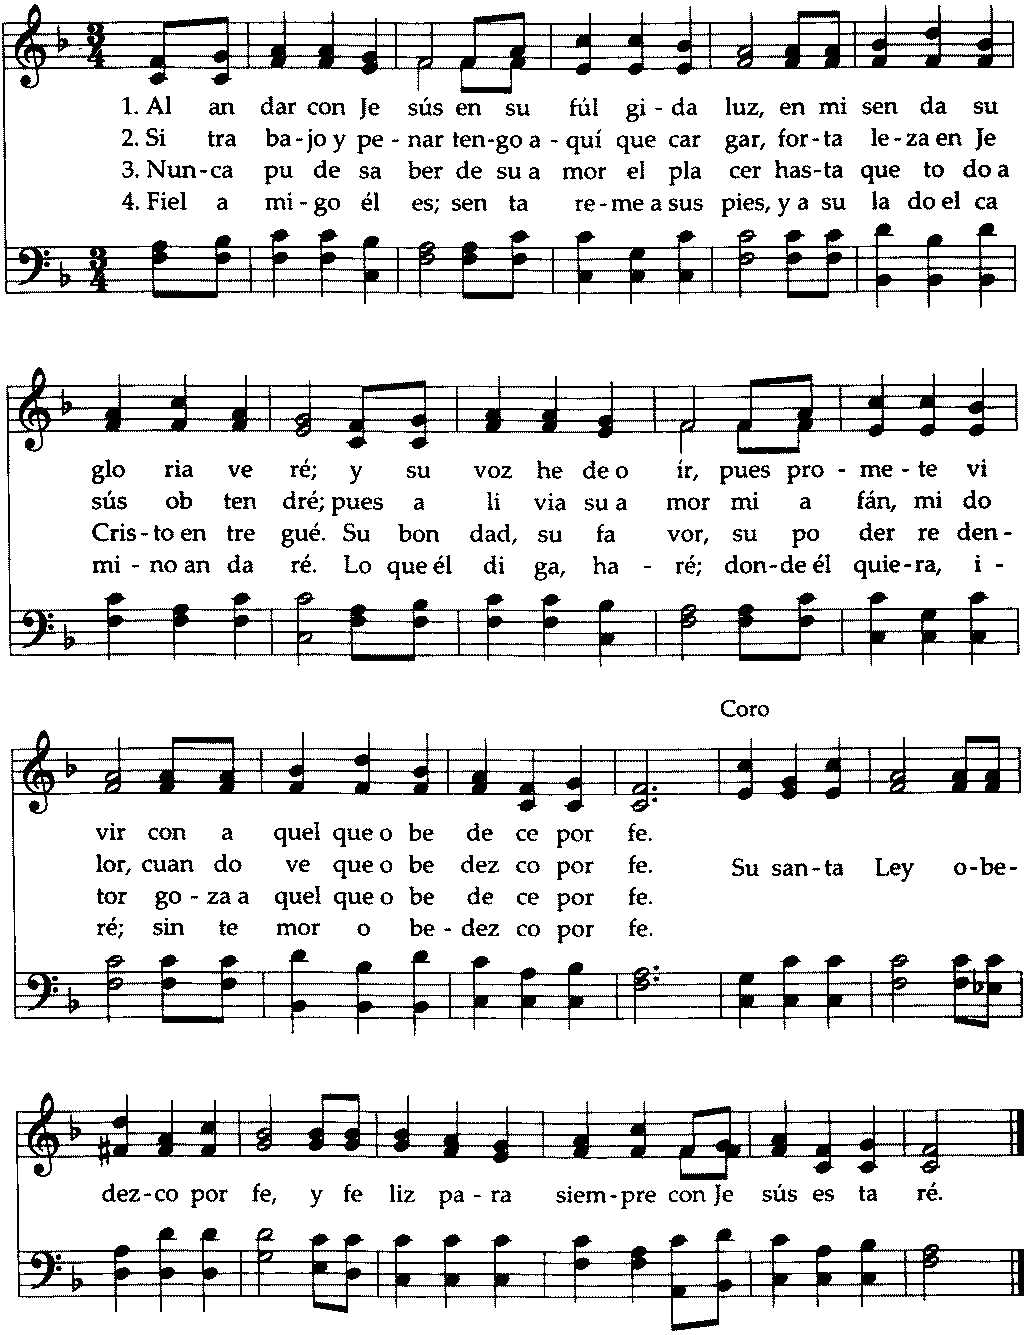 1. Al an dar con Je sús en su fúl gi - da luz, en mi sen da su
2. Si tra ba - jo y pe - nar ten - go a - quí que car gar, for - ta le - za en Je
3. Nun - ca pu de sa ber de su a mor el pla cer has - ta que to do a
4. Fiel a mi - go él es; sen ta re - me a sus pies, y a su la do el ca
glo ria ve ré; y su voz he de o ír, pues pro - me - te vi
sús ob ten dré; pues a li via su a mor mi a fán, mi do
Cris - to en tre gué. Su bon dad, su fa vor, su po der re den -
mi - no an da ré. Lo que él di ga, ha - ré; don - de él quie - ra, i -
Coro
vir con a quel que o be de ce por fe.
lor, cuan do ve que o be dez co por fe. Su san - ta Ley o - be -
tor go - za a quel que o be de ce por fe.
ré; sin te mor o be - dez co por fe.
dez - co por fe, y fe liz pa - ra siem - pre con Je sús es ta ré.